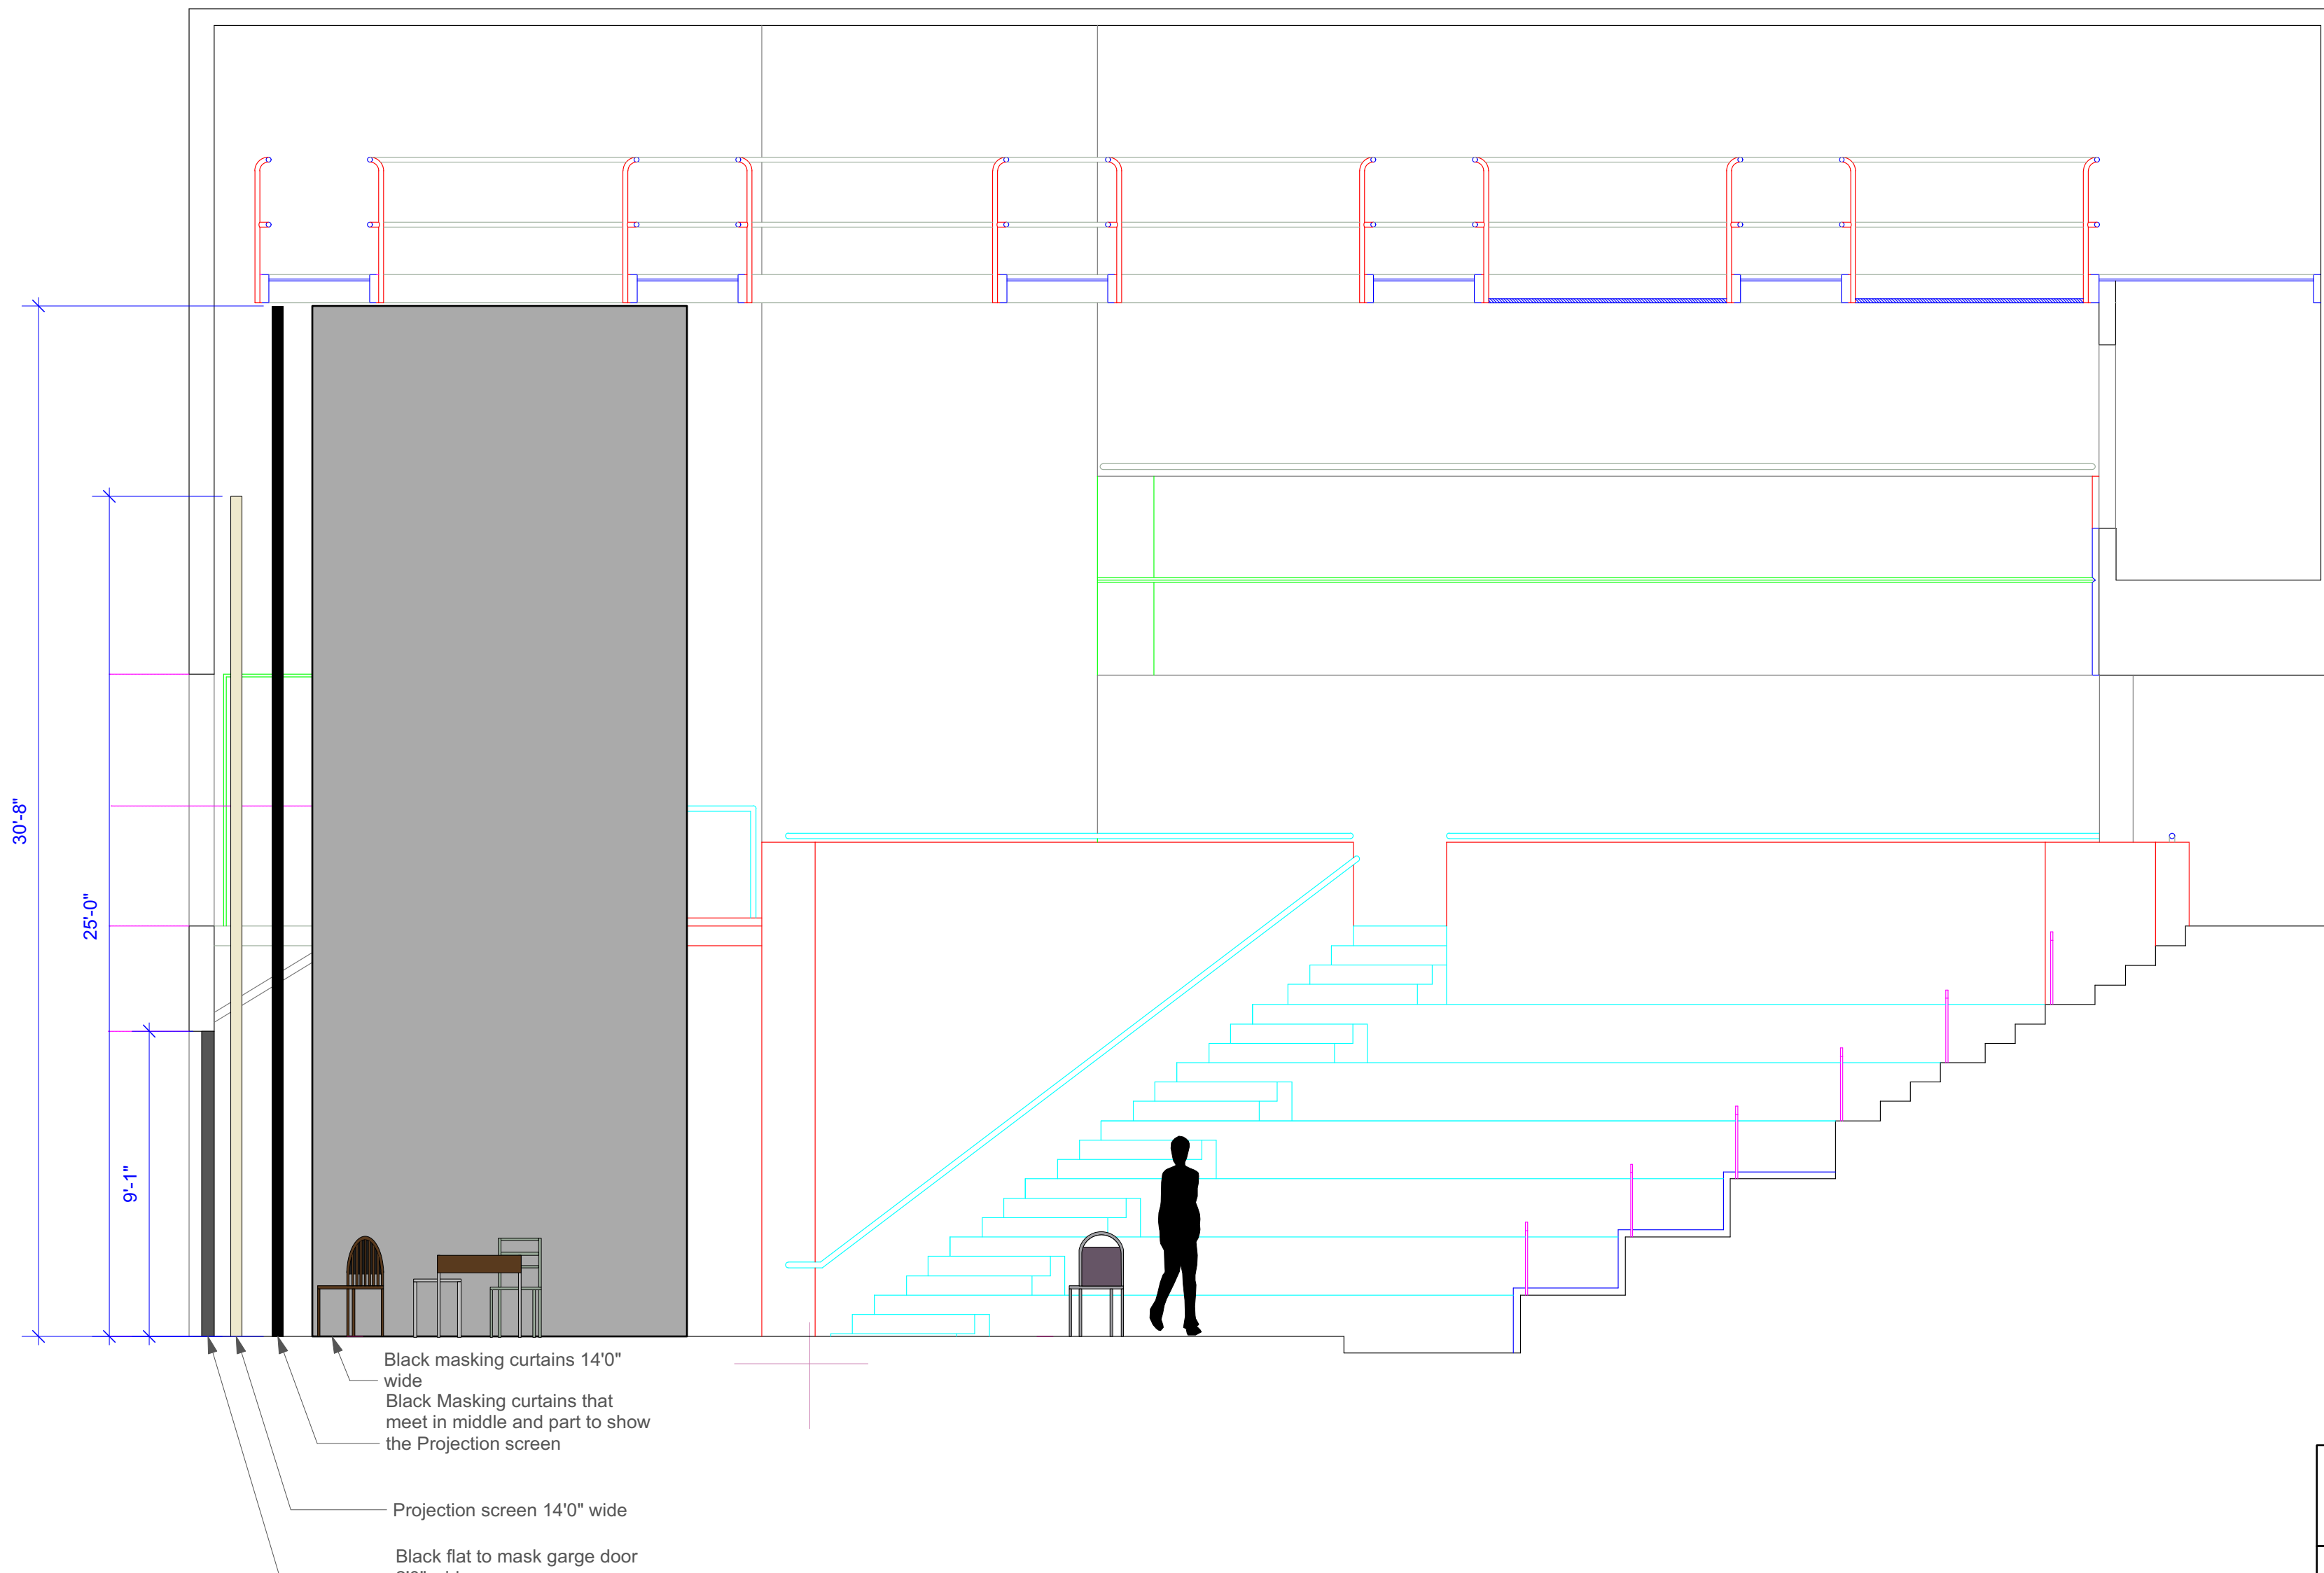 30'-8"
25'-0"
9'-1"
Black masking curtains 14'0"
wide
Black Masking curtains that
meet in middle and part to show
the Projection screen
Projection screen 14'0" wide
Black flat to mask garge door